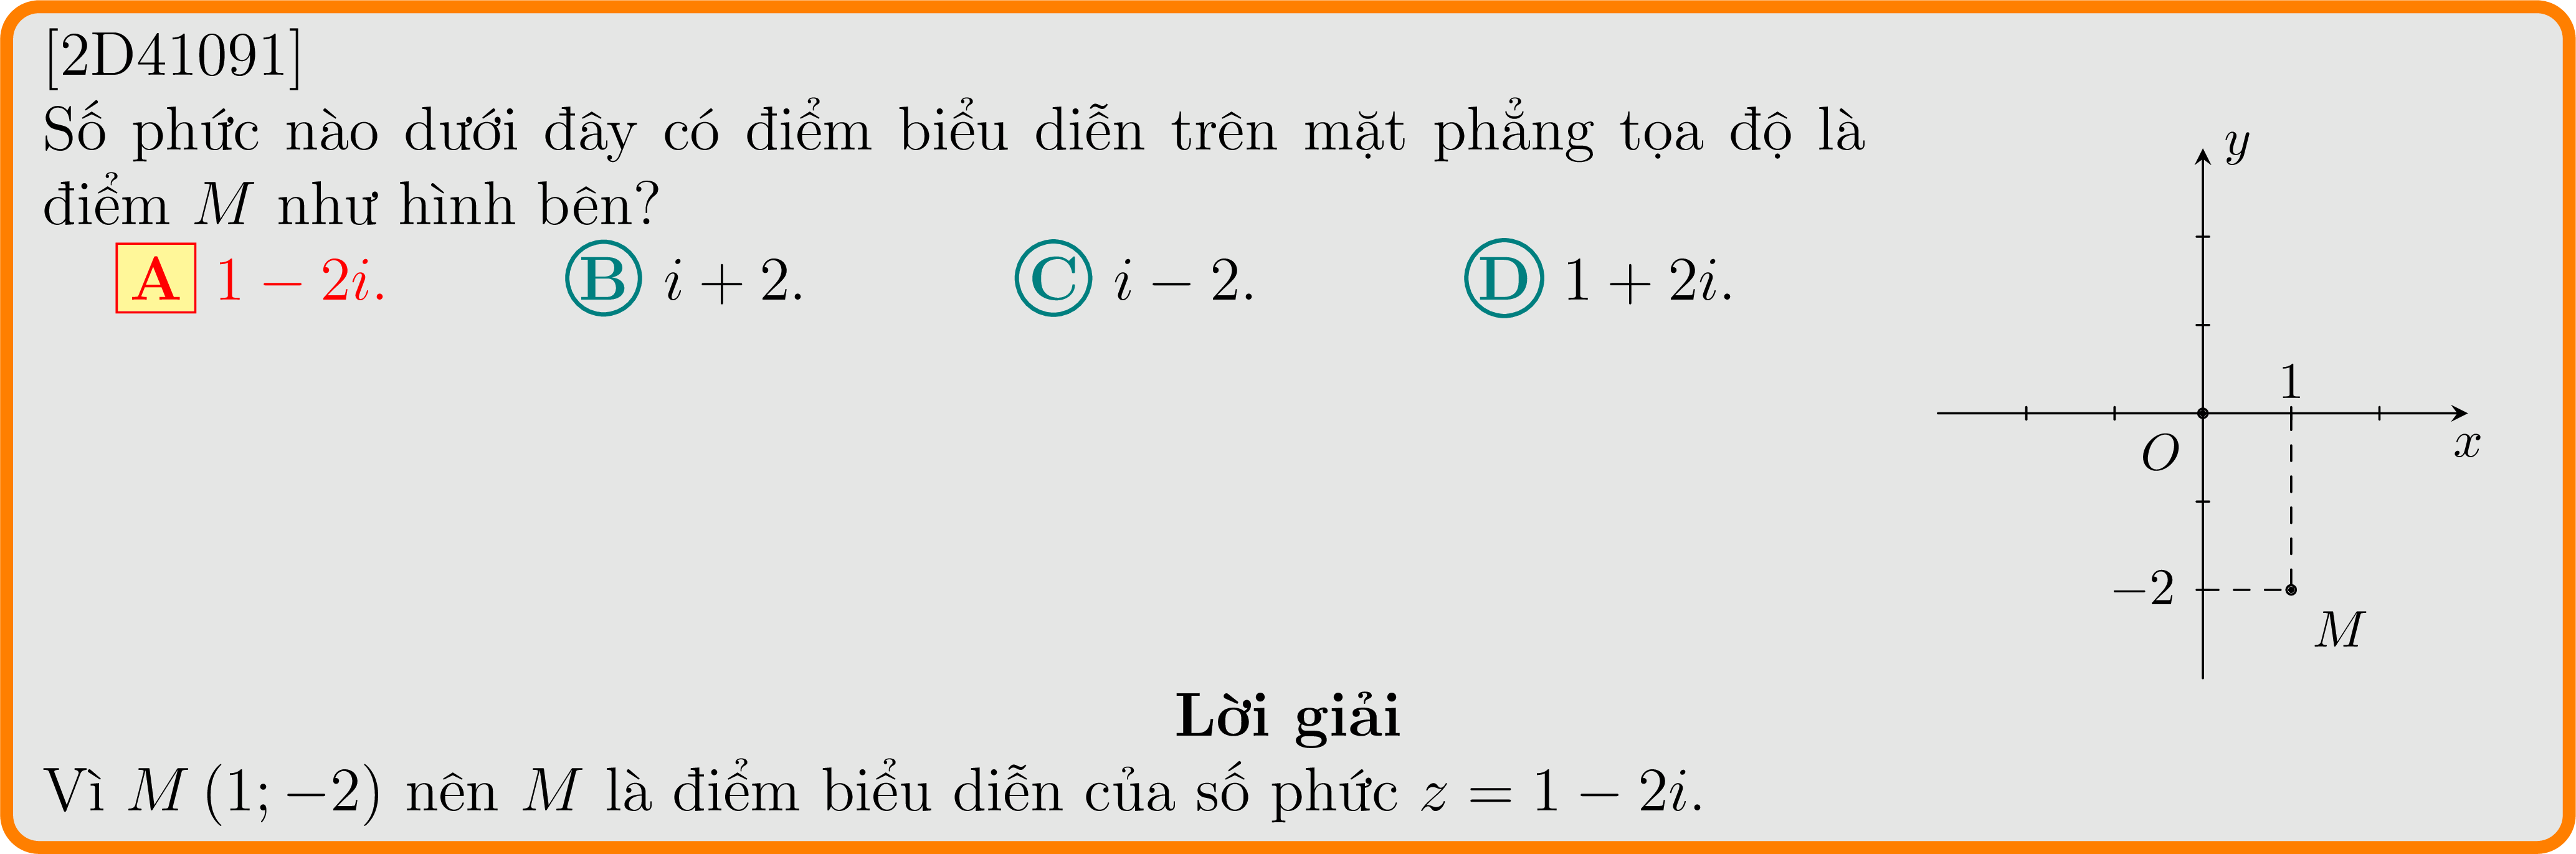 [2D41091]
Số phức nào dưới đây có điểm biểu diễn trên mặt phẳng tọa độ là
điểm M như hình bên?
A 1 − 2i. B i + 2. C i − 2. D 1 + 2i.
y
1
O
x
−2
M
Lời giải
Vì M (1; −2) nên M là điểm biểu diễn của số phức z = 1 − 2i.